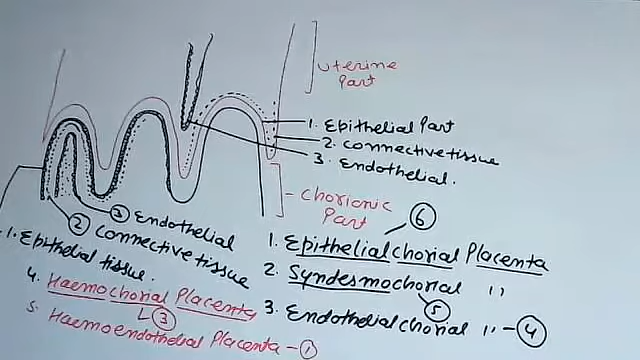 Uterine
Part
1. Epithelial Part
2. connective tissue
3. Endothelial.
- Chorionic
Part
③ Endothelial
② Connective tissue
1. Epithelial tissue.
⑥
1. Epithelial chorial Placenta
2. Syndesmochorial ,,
⑤
3. Endothelial chorial ,, - ④
4. Haemochorial Placenta
③
5. Haemoendothelial Placenta - ①